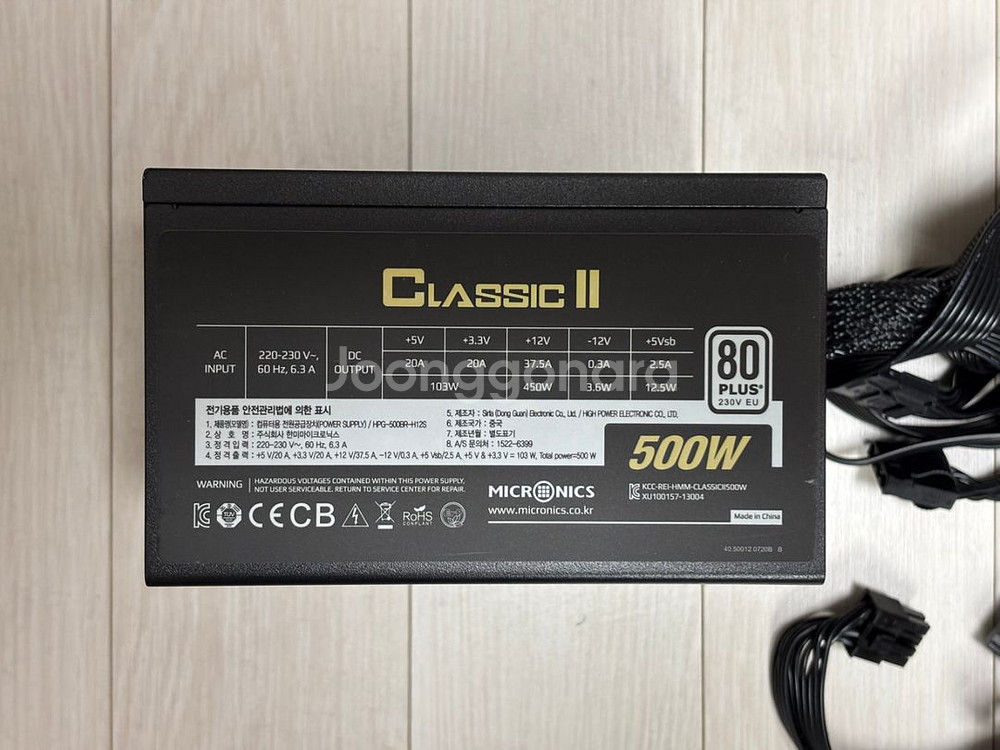 CLASSIC II
AC INPUT
220-230 V~, 60 Hz, 6.3 A
DC OUTPUT
+5V +3.3V +12V -12V +5Vsb
20A 20A 37.5A 0.3A 2.5A
103W 450W 3.6W 12.5W
80 PLUS®
230V EU
Joonggonara
전기용품 안전관리법에 의한 표시
1. 제품명(모델명) : 컴퓨터용 전원공급장치(POWER SUPPLY) / HPG-500BR-H12S
2. 상 호 명 : 주식회사 한미마이크로닉스
3. 정 격 입 력 : 220-230 V~, 60 Hz, 6.3 A
4. 정 격 출 력 : +5 V/20 A, +3.3 V/20 A, +12 V/37.5 A, -12 V/0.3 A, +5 Vsb/2.5 A, +5 V & +3.3 V = 103 W, Total power=500 W
5. 제조자 : Sirfa (Dong Guan) Electronic Co., Ltd. / HIGH POWER ELECTRONIC CO., LTD.
6. 제조국가 : 중국
7. 제조년월 : 별도표기
8. A/S 문의처 : 1522-6399
500W
WARNING
HAZARDOUS VOLTAGES CONTAINED WITHIN THIS POWER SUPPLY,
NOT USER SERVICEABLE. RETURN TO SERVICE CENTER FOR REPAIR.
TUV
CE
CB
RoHS
COMPLIANT
MICRONICS
www.micronics.co.kr
KCC-REI-HMM-CLASSICII500W
XU100157-13004
Made in China
40.50012.0720B B